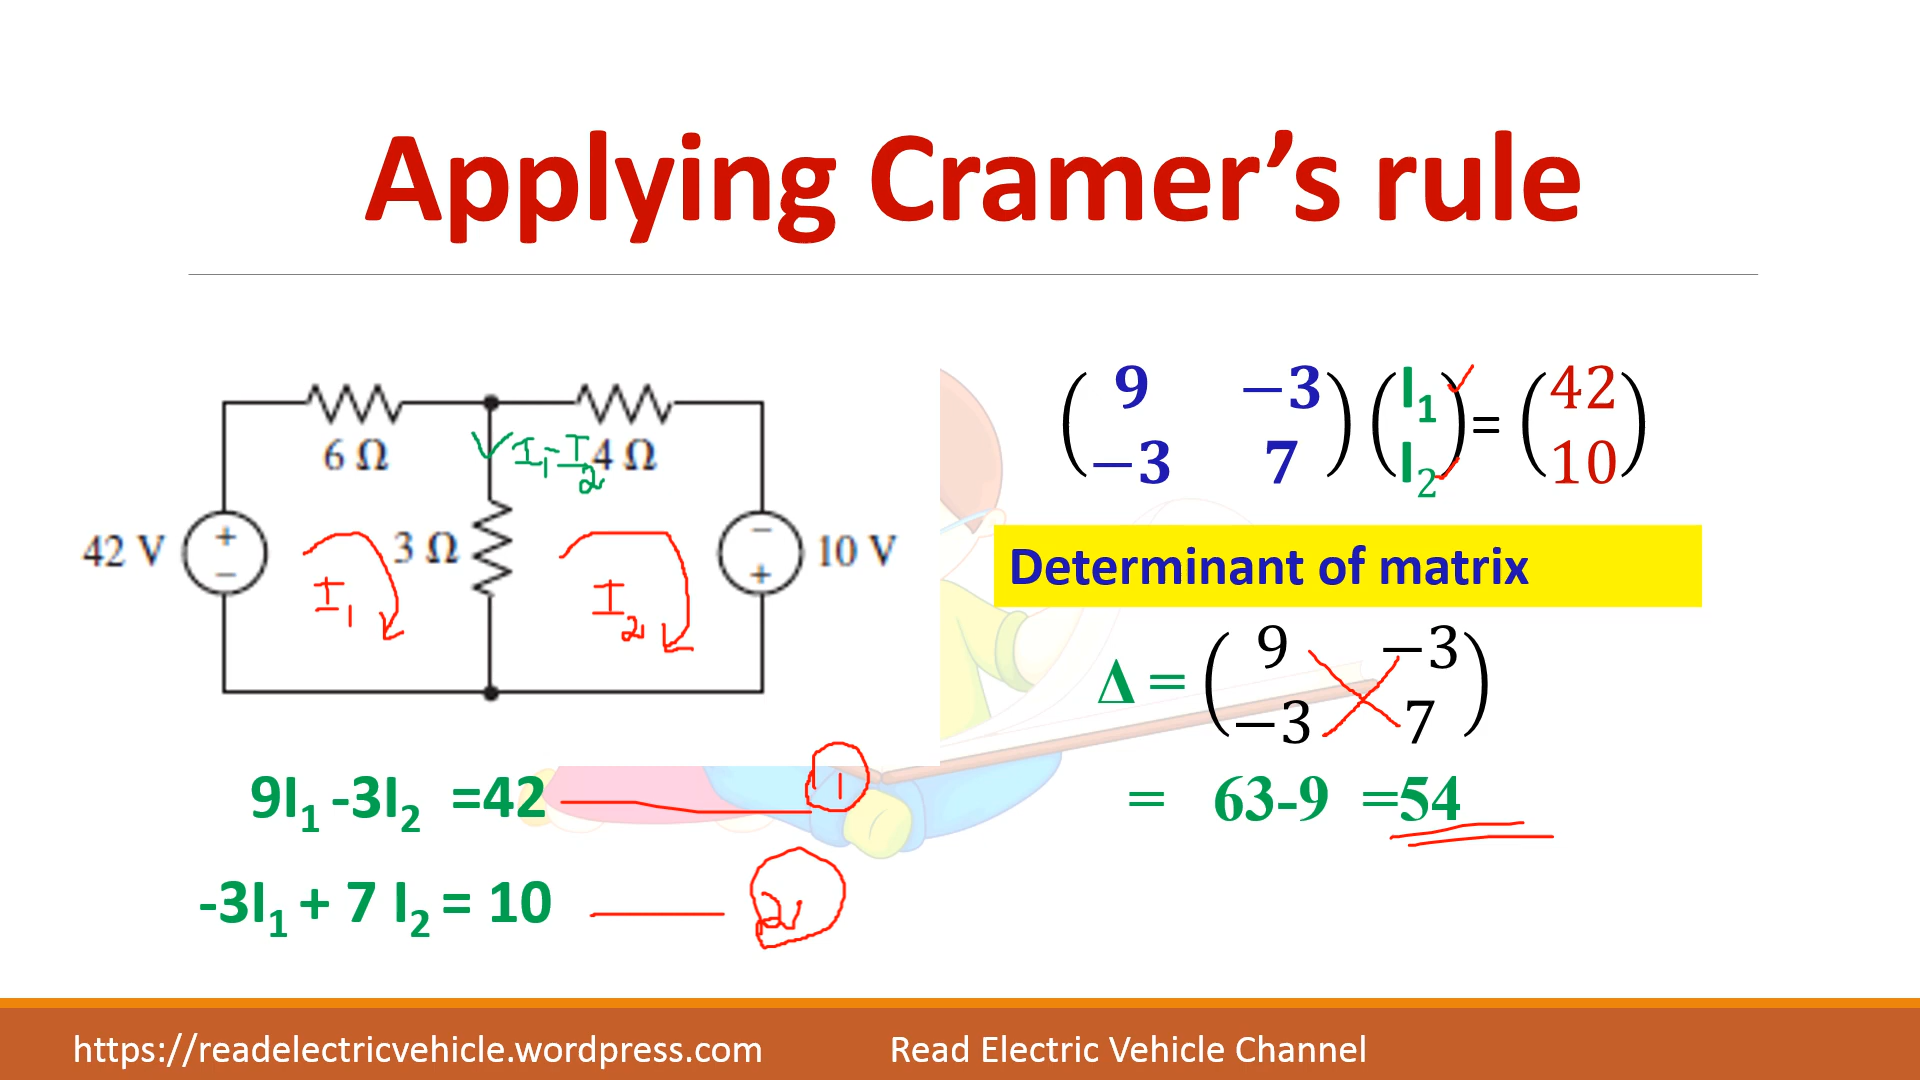 Applying Cramer's rule
6 Ω
I₁-I₂
4 Ω
42 V
+
−
3 Ω
−
+
10 V
I₁
I₂
9I₁ -3I₂ =42
1
-3I₁ + 7 I₂ = 10
2
(9 −3
−3 7) (I₁
I₂) = (42
10)
Determinant of matrix
Δ = (9 −3
−3 7)
= 63-9 =54
https://readelectricvehicle.wordpress.com
Read Electric Vehicle Channel